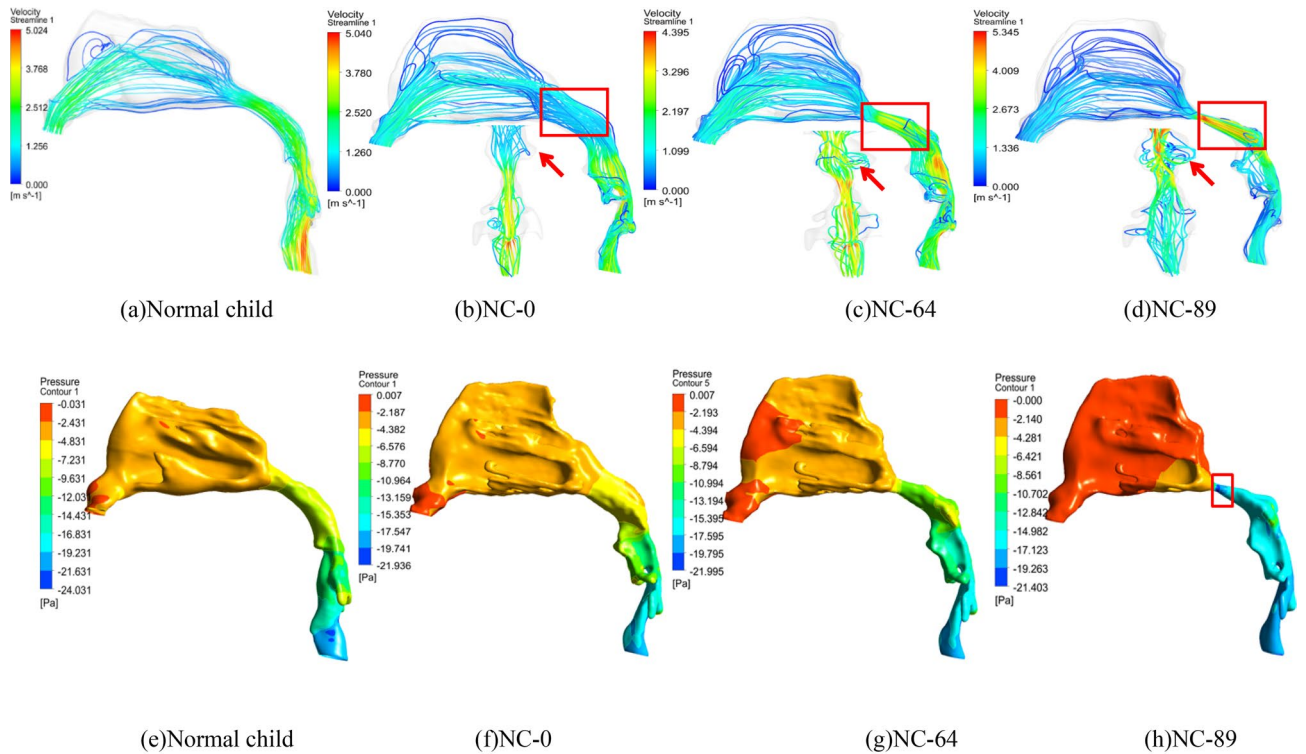 Velocity
Streamline 1
5.024
3.768
2.512
1.256
0.000
[m s^-1]
(a)Normal child
Velocity
Streamline 1
5.040
3.780
2.520
1.260
0.000
[m s^-1]
(b)NC-0
Velocity
Streamline 1
4.395
3.296
2.197
1.099
0.000
[m s^-1]
(c)NC-64
Velocity
Streamline 1
5.345
4.009
2.673
1.336
0.000
[m s^-1]
(d)NC-89
Pressure
Contour 1
-0.031
-2.431
-4.831
-7.231
-9.631
-12.031
-14.431
-16.831
-19.231
-21.631
-24.031
[Pa]
(e)Normal child
Pressure
Contour 1
0.007
-2.187
-4.382
-6.576
-8.770
-10.964
-13.159
-15.353
-17.547
-19.741
-21.936
[Pa]
(f)NC-0
Pressure
Contour 5
0.007
-2.193
-4.394
-6.594
-8.794
-10.994
-13.194
-15.395
-17.595
-19.795
-21.995
[Pa]
(g)NC-64
Pressure
Contour 1
-0.000
-2.140
-4.281
-6.421
-8.561
-10.702
-12.842
-14.982
-17.123
-19.263
-21.403
[Pa]
(h)NC-89